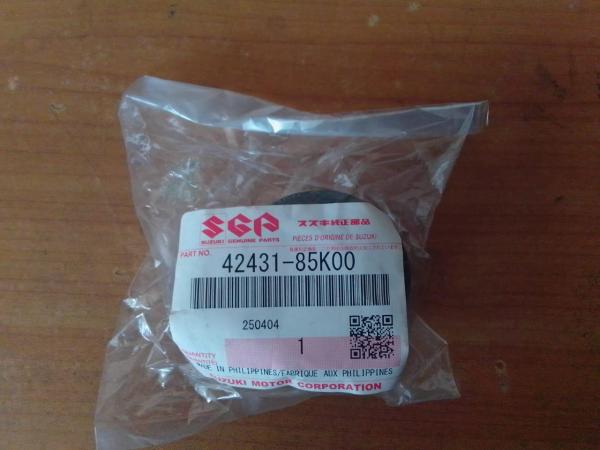 SGP
スズキ純正部品
SUZUKI GENUINE PARTS
PIECES D'ORIGINE DE SUZUKI
PART NO.
42431-85K00
250404
QUANTITY
1
IN PHILIPPINES/FABRIQUE AUX PHILIPPINES
SUZUKI MOTOR CORPORATION